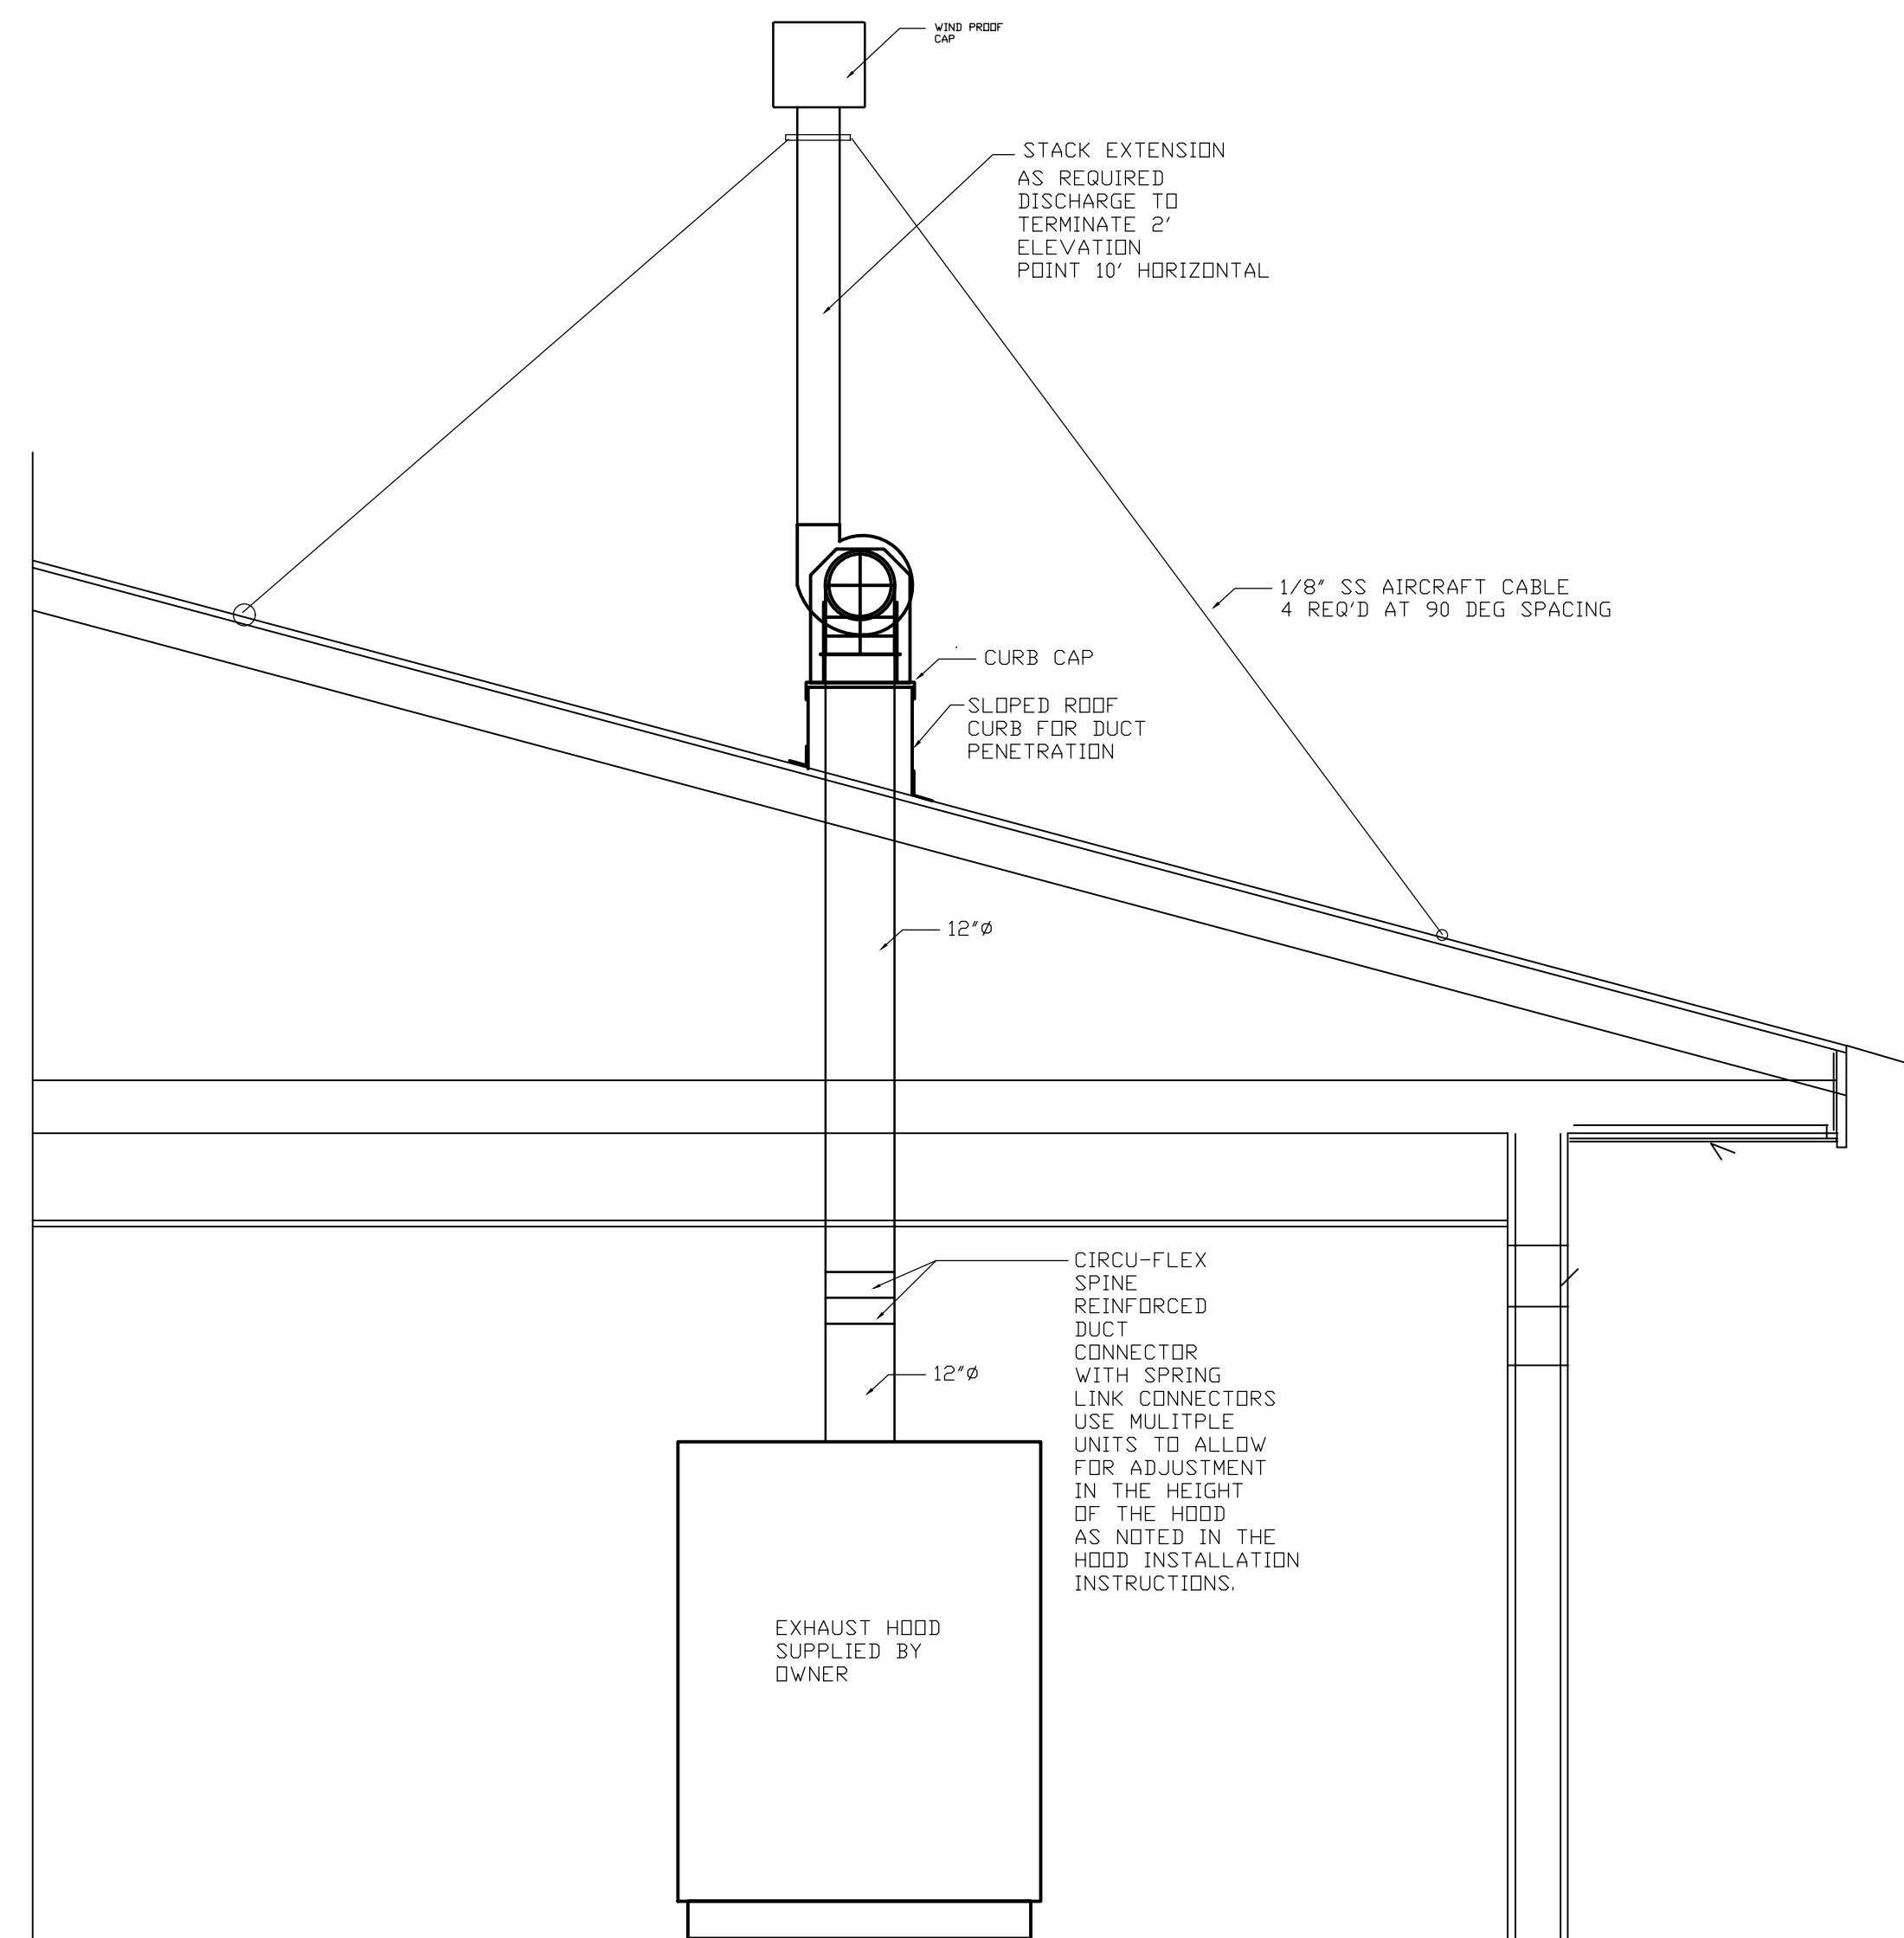 WIND PROOF
CAP
STACK EXTENSION
AS REQUIRED
DISCHARGE TO
TERMINATE 2'
ELEVATION
POINT 10' HORIZONTAL
1/8" SS AIRCRAFT CABLE
4 REQ'D AT 90 DEG SPACING
CURB CAP
SLOPED ROOF
CURB FOR DUCT
PENETRATION
12"Ø
CIRCU-FLEX
SPINE
REINFORCED
DUCT
CONNECTOR
WITH SPRING
LINK CONNECTORS
USE MULITPLE
UNITS TO ALLOW
FOR ADJUSTMENT
IN THE HEIGHT
OF THE HOOD
AS NOTED IN THE
HOOD INSTALLATION
INSTRUCTIONS.
12"Ø
EXHAUST HOOD
SUPPLIED BY
OWNER